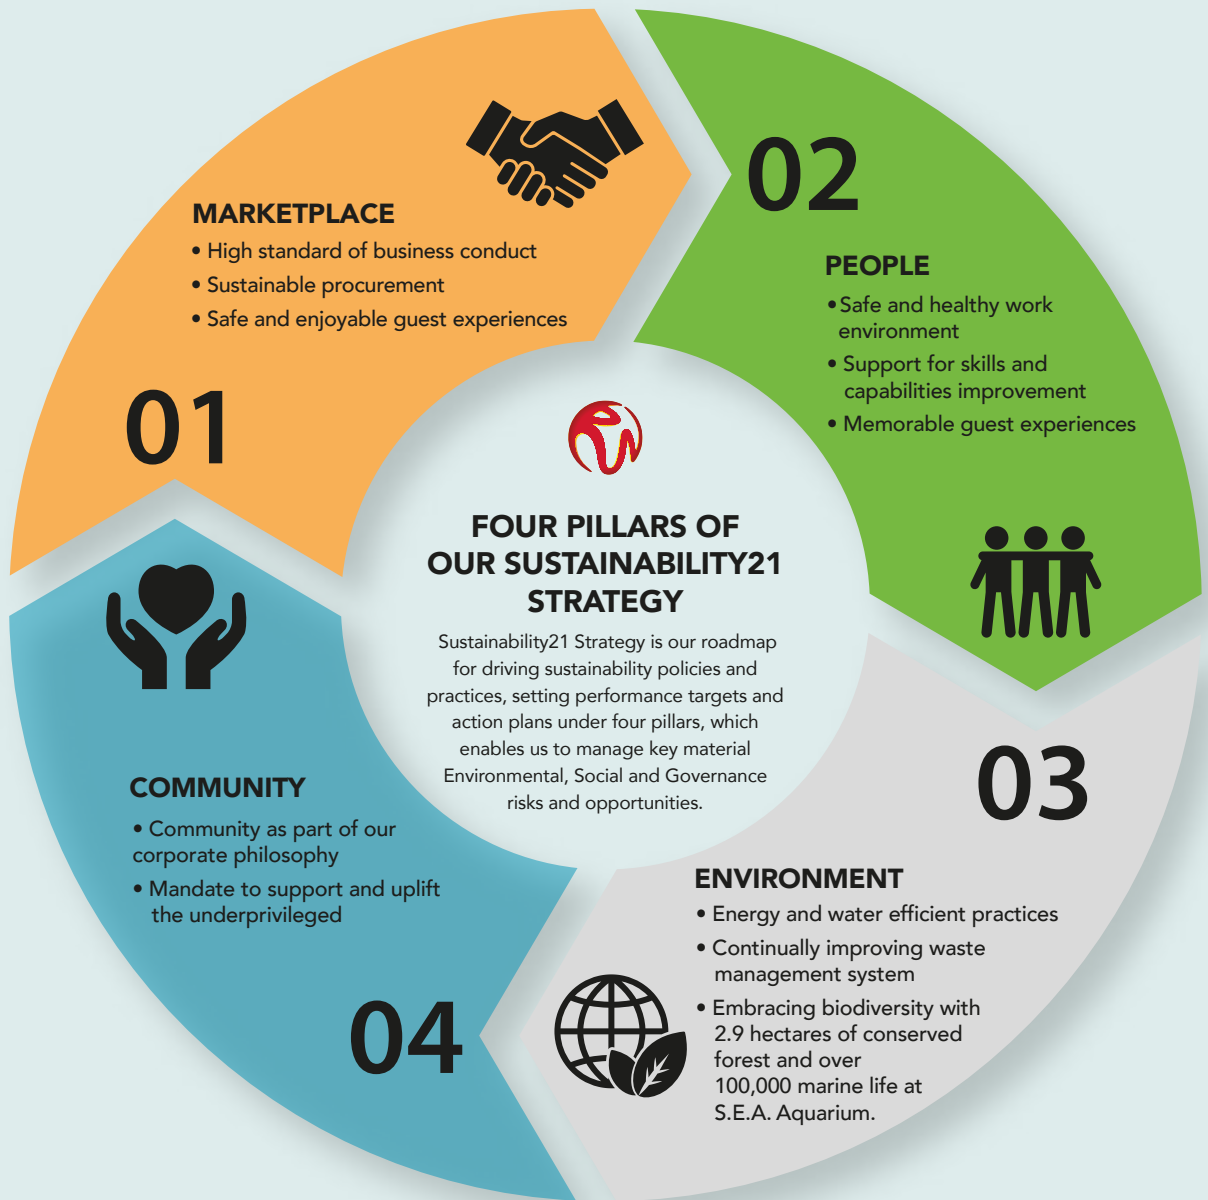 MARKETPLACE
• High standard of business conduct
• Sustainable procurement
• Safe and enjoyable guest experiences
01
02
PEOPLE
• Safe and healthy work
environment
• Support for skills and
capabilities improvement
• Memorable guest experiences
FOUR PILLARS OF
OUR SUSTAINABILITY21
STRATEGY
Sustainability21 Strategy is our roadmap
for driving sustainability policies and
practices, setting performance targets and
action plans under four pillars, which
enables us to manage key material
Environmental, Social and Governance
risks and opportunities.
03
ENVIRONMENT
• Energy and water efficient practices
• Continually improving waste
management system
• Embracing biodiversity with
2.9 hectares of conserved
forest and over
100,000 marine life at
S.E.A. Aquarium.
COMMUNITY
• Community as part of our
corporate philosophy
• Mandate to support and uplift
the underprivileged
04